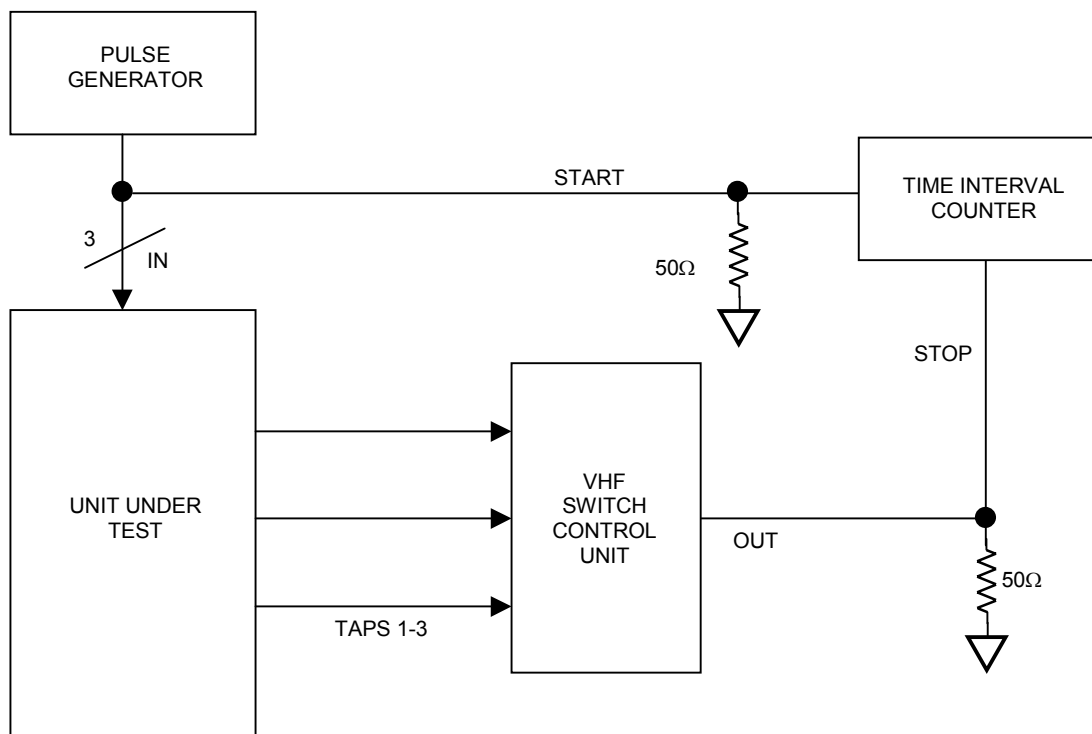 PULSE
GENERATOR
START
TIME INTERVAL
COUNTER
3
IN
50Ω
STOP
UNIT UNDER
TEST
VHF
SWITCH
CONTROL
UNIT
OUT
50Ω
TAPS 1-3